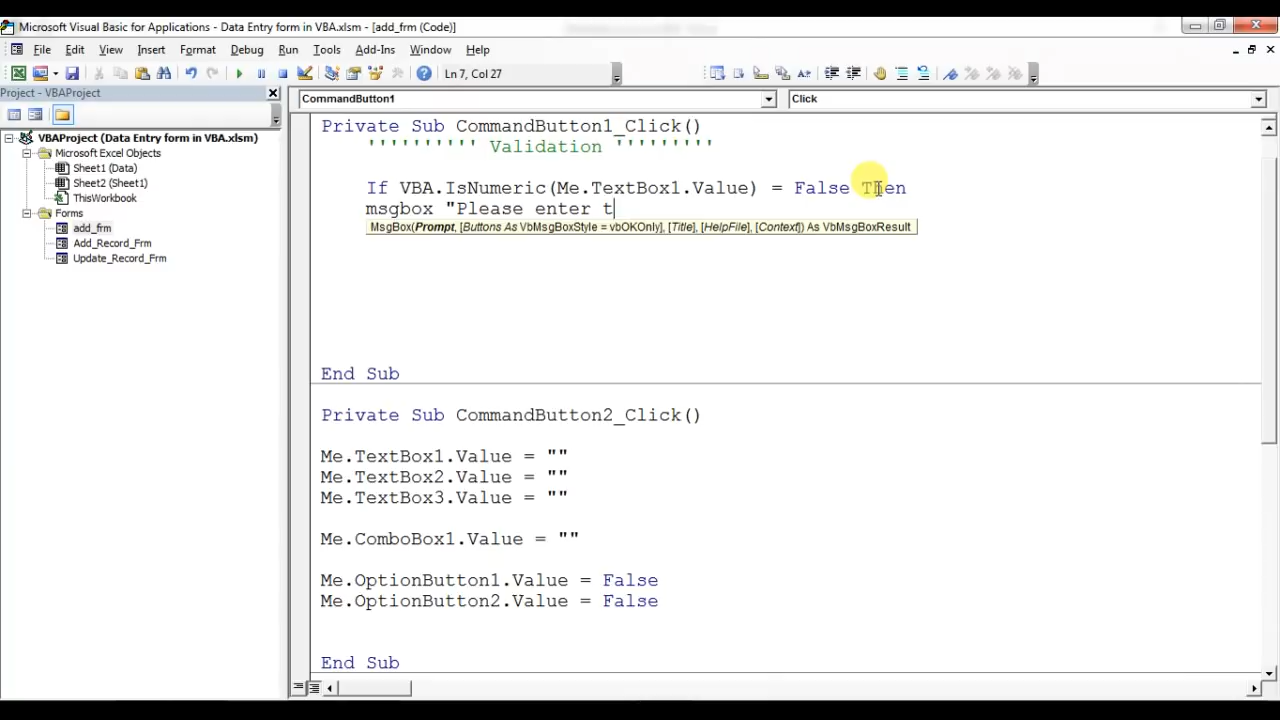 Microsoft Visual Basic for Applications - Data Entry form in VBA.xlsm - [add_frm (Code)]
File Edit View Insert Format Debug Run Tools Add-Ins Window Help
Ln 7, Col 27
Project - VBAProject
CommandButton1 Click
VBAProject (Data Entry form in VBA.xlsm)
Microsoft Excel Objects
Sheet1 (Data)
Sheet2 (Sheet1)
ThisWorkbook
Forms
add_frm
Add_Record_Frm
Update_Record_Frm
Private Sub CommandButton1_Click()
'''''''''' Validation '''''''''
If VBA.IsNumeric(Me.TextBox1.Value) = False Then
msgbox "Please enter t
MsgBox(Prompt, [Buttons As VbMsgBoxStyle = vbOKOnly], [Title], [HelpFile], [Context]) As VbMsgBoxResult
End Sub
Private Sub CommandButton2_Click()
Me.TextBox1.Value = ""
Me.TextBox2.Value = ""
Me.TextBox3.Value = ""
Me.ComboBox1.Value = ""
Me.OptionButton1.Value = False
Me.OptionButton2.Value = False
End Sub